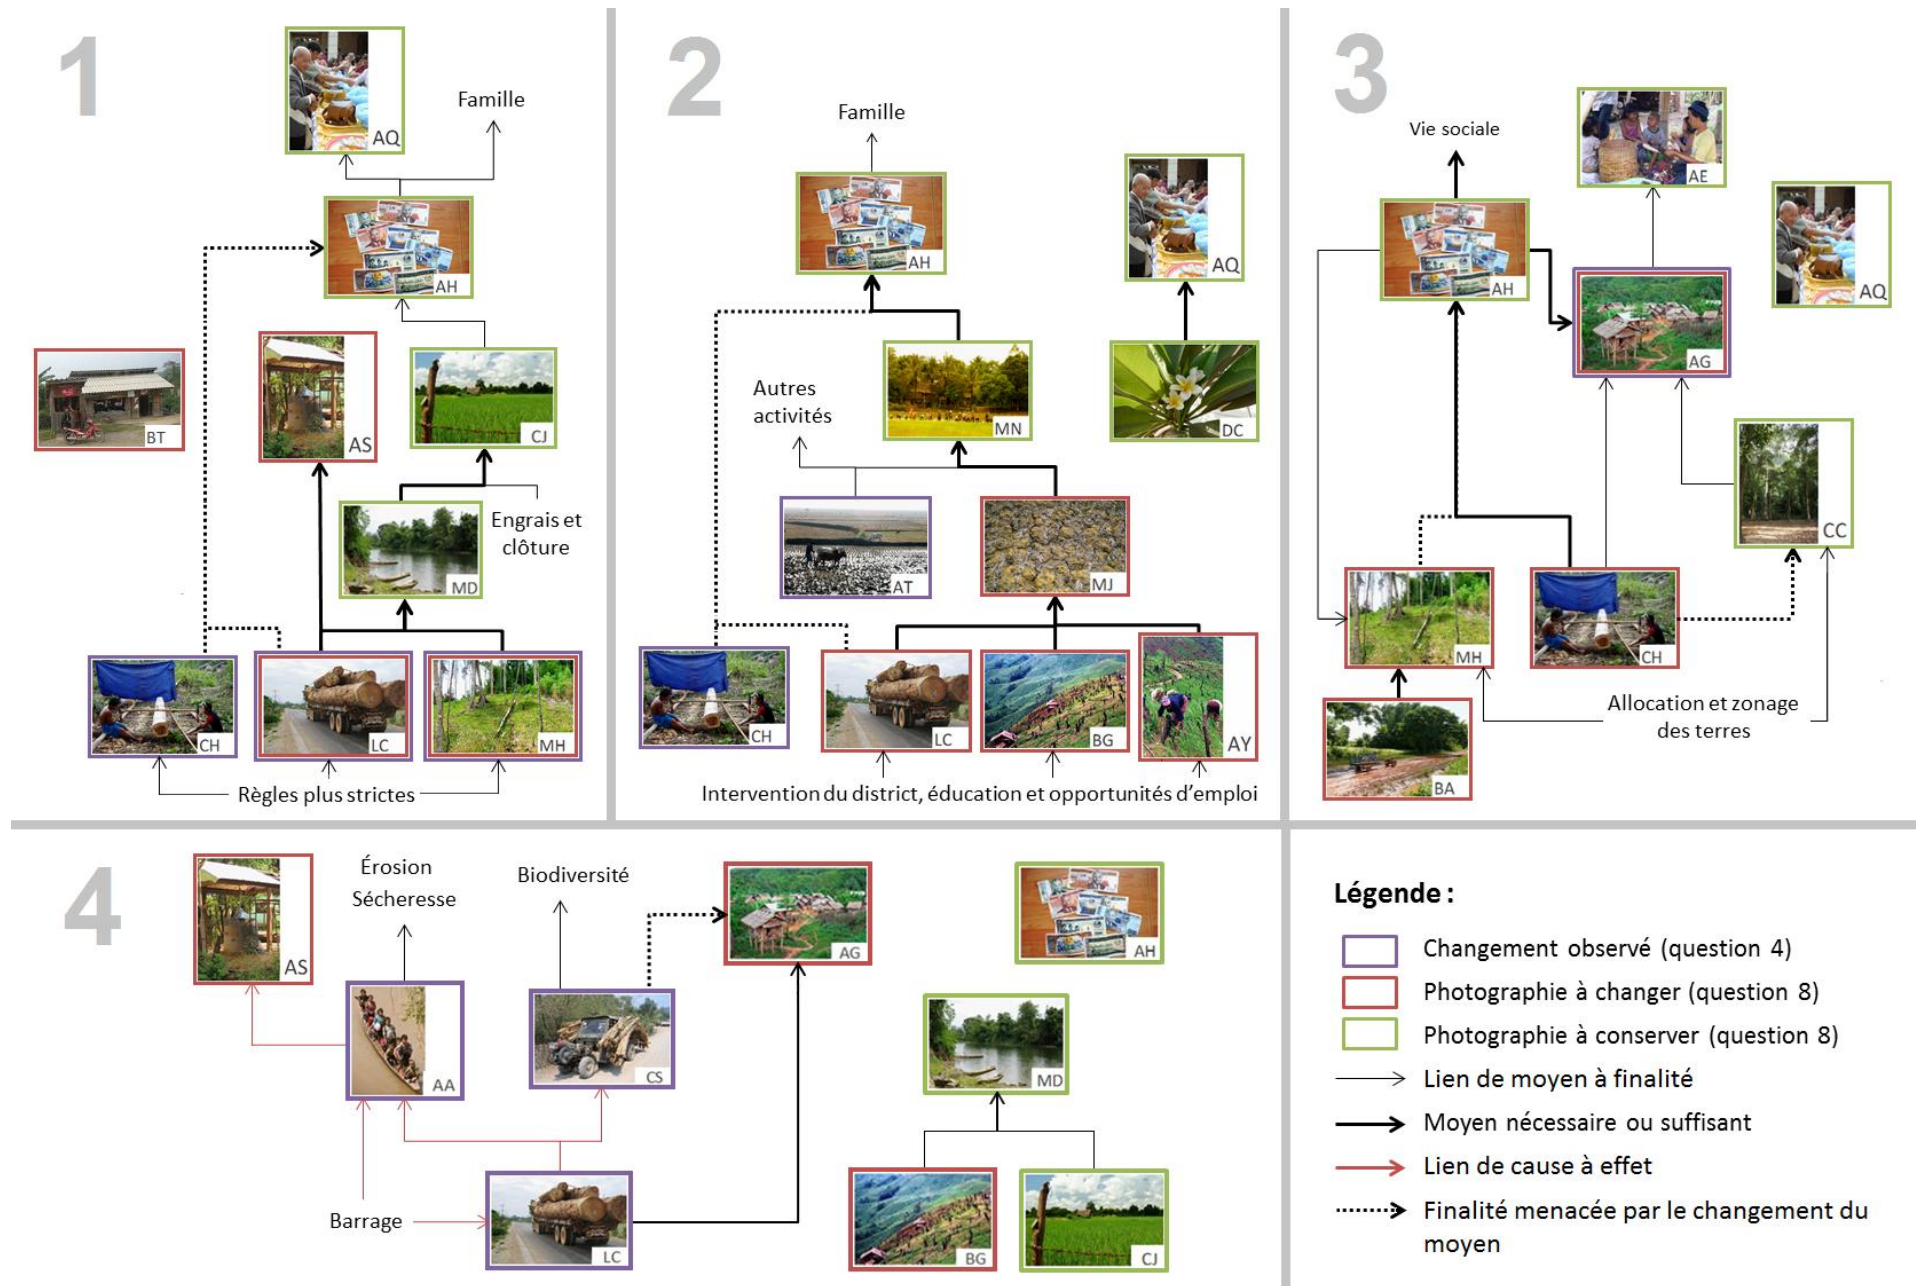 1
AQ
Famille
AH
BT
AS
CJ
Engrais et
clôture
MD
CH
LC
MH
Règles plus strictes
2
Famille
AH
AQ
Autres
activités
MN
DC
AT
MJ
CH
LC
BG
AY
Intervention du district, éducation et opportunités d'emploi
3
Vie sociale
AE
AH
AQ
AG
CC
MH
CH
BA
Allocation et zonage
des terres
4
AS
Érosion
Sécheresse
Biodiversité
AG
AH
AA
CS
MD
Barrage
LC
BG
CJ
Légende :
Changement observé (question 4)
Photographie à changer (question 8)
Photographie à conserver (question 8)
Lien de moyen à finalité
Moyen nécessaire ou suffisant
Lien de cause à effet
Finalité menacée par le changement du
moyen